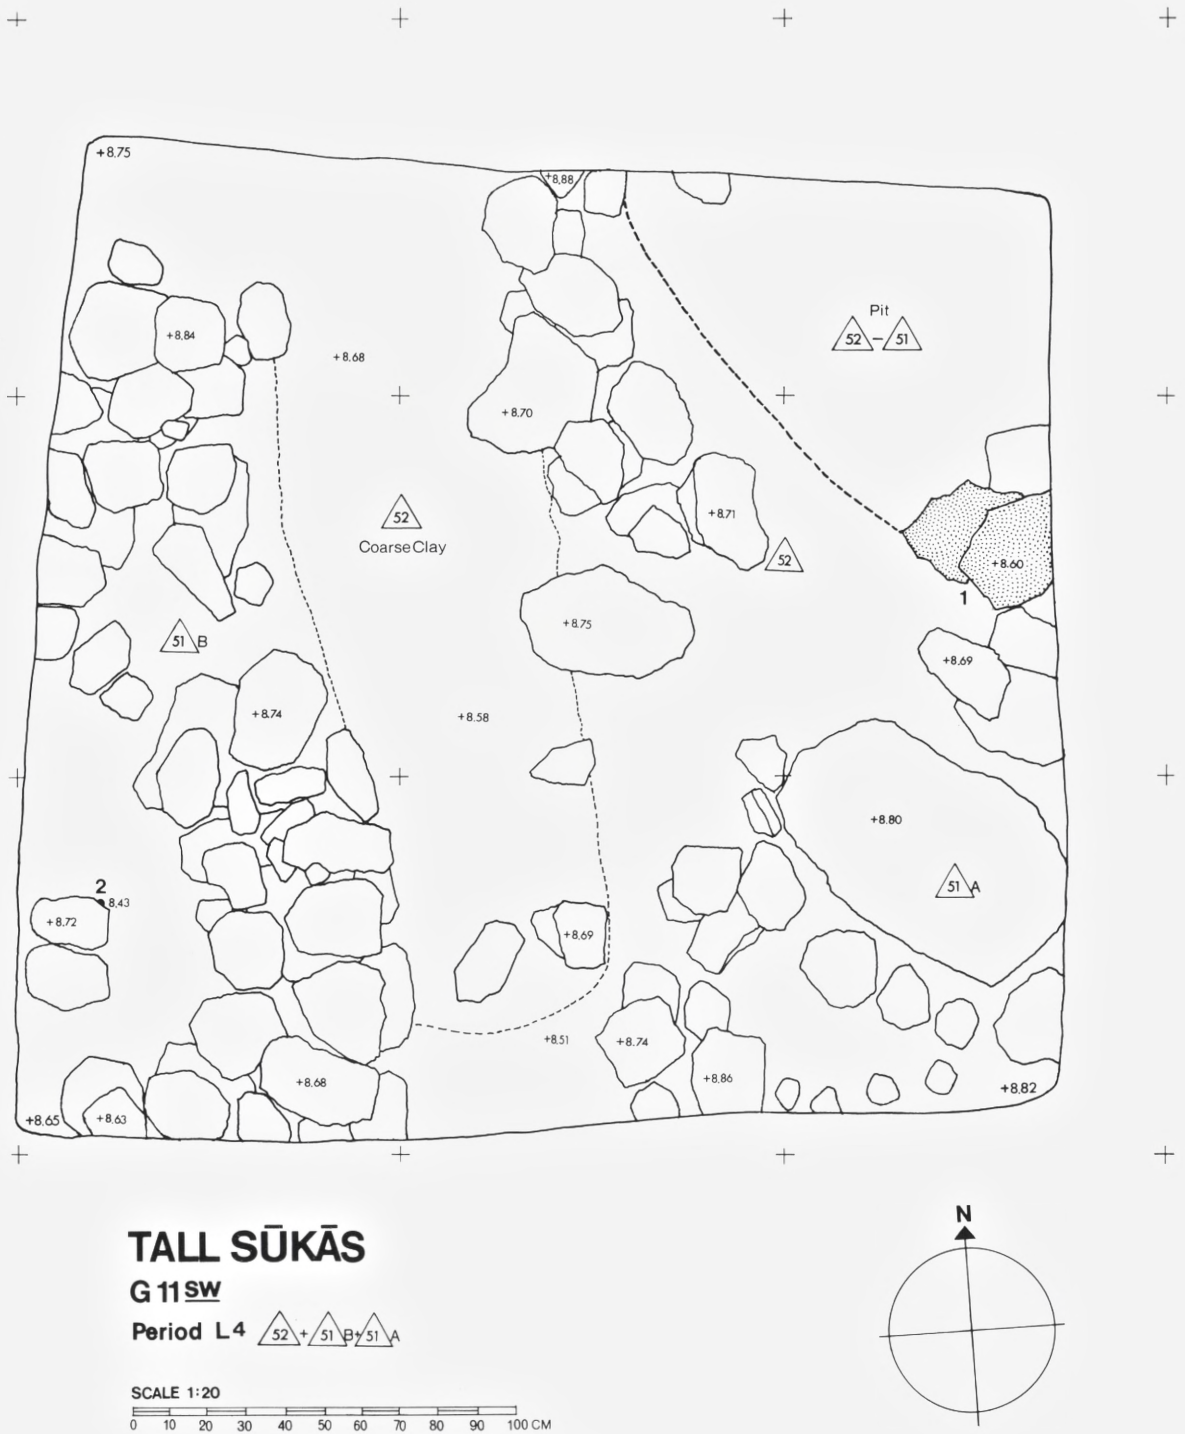 +8.75
+8.88
Pit
52 – 51
+8.84
+8.68
+8.70
+8.71
52
Coarse Clay
52
+8.60
1
+8.75
51 B
+8.69
+8.74
+8.58
+8.80
51 A
2
8.43
+8.72
+8.69
+8.51
+8.74
+8.68
+8.86
+8.82
+8.65
+8.63
TALL SŪKĀS
G 11 SW
Period L4 52 + 51 B + 51 A
N
SCALE 1:20
0 10 20 30 40 50 60 70 80 90 100 CM